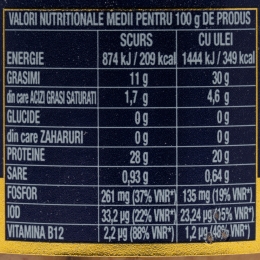 VALORI NUTRITIONALE MEDII PENTRU 100 g DE PRODUS
SCURS CU ULEI
ENERGIE 874 kJ / 209 kcal 1444 kJ / 349 kcal
GRASIMI 11 g 30 g
din care ACIZI GRASI SATURATI 1,7 g 4,6 g
GLUCIDE 0 g 0 g
din care ZAHARURI 0 g 0 g
PROTEINE 28 g 20 g
SARE 0,93 g 0,64 g
FOSFOR 261 mg (37% VNR*) 135 mg (19% VNR*)
IOD 33,2 µg (22% VNR*) 23,24 µg (15% VNR*)
VITAMINA B12 2,2 µg (88% VNR*) 1,2 µg (48% VNR*)